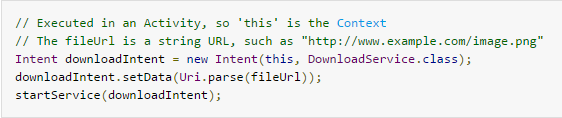 // Executed in an Activity, so 'this' is the Context
// The fileUrl is a string URL, such as "http://www.example.com/image.png"
Intent downloadIntent = new Intent(this, DownloadService.class);
downloadIntent.setData(Uri.parse(fileUrl));
startService(downloadIntent);